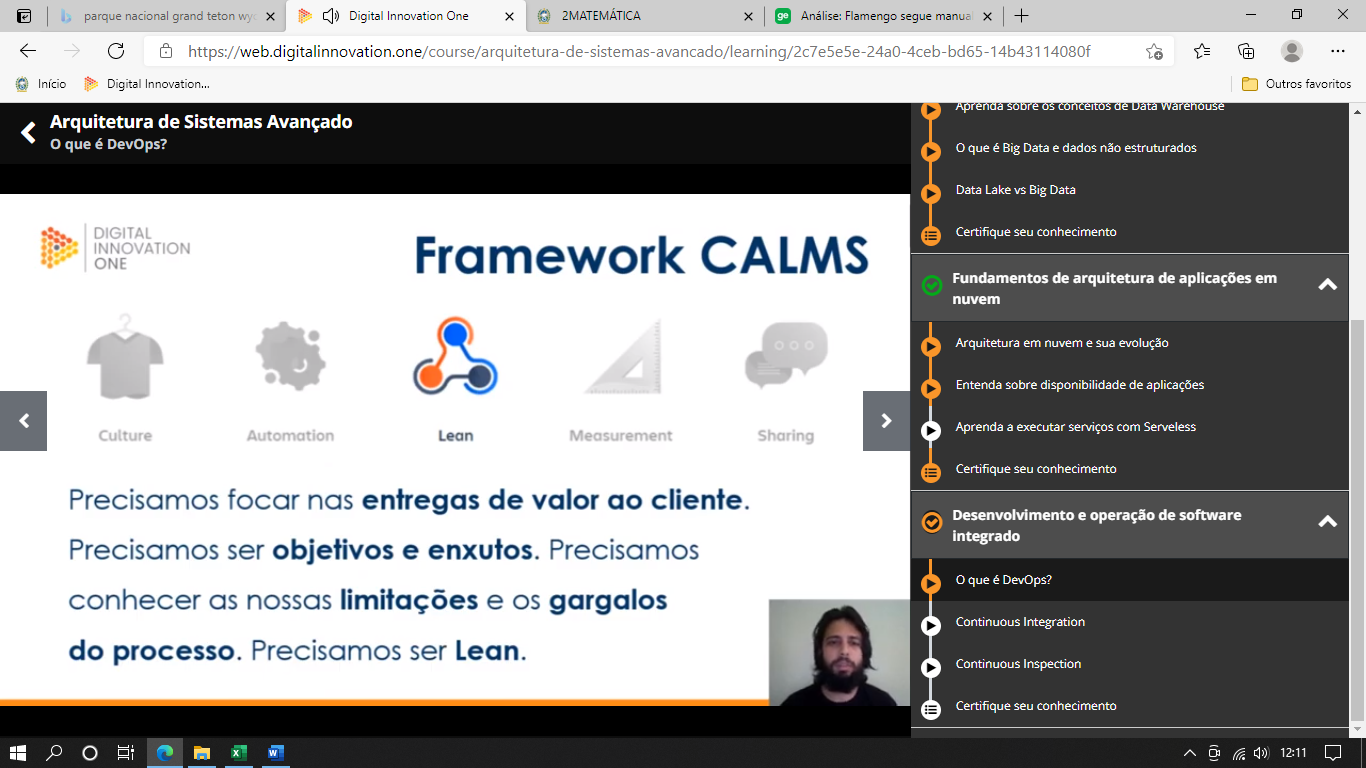 parque nacional grand teton wy
Digital Innovation One
2MATEMÁTICA
ge
Análise: Flamengo segue manual
https://web.digitalinnovation.one/course/arquitetura-de-sistemas-avancado/learning/2c7e5e5e-24a0-4ceb-bd65-14b43114080f
Início
Digital Innovation...
Outros favoritos
Arquitetura de Sistemas Avançado
O que é DevOps?
DIGITAL
INNOVATION
ONE
Framework CALMS
Culture
Automation
Lean
Measurement
Sharing
Precisamos focar nas entregas de valor ao cliente.
Precisamos ser objetivos e enxutos. Precisamos
conhecer as nossas limitações e os gargalos
do processo. Precisamos ser Lean.
Aprenda sobre os conceitos de Data Warehouse
O que é Big Data e dados não estruturados
Data Lake vs Big Data
Certifique seu conhecimento
Fundamentos de arquitetura de aplicações em
nuvem
Arquitetura em nuvem e sua evolução
Entenda sobre disponibilidade de aplicações
Aprenda a executar serviços com Serveless
Certifique seu conhecimento
Desenvolvimento e operação de software
integrado
O que é DevOps?
Continuous Integration
Continuous Inspection
Certifique seu conhecimento
12:11